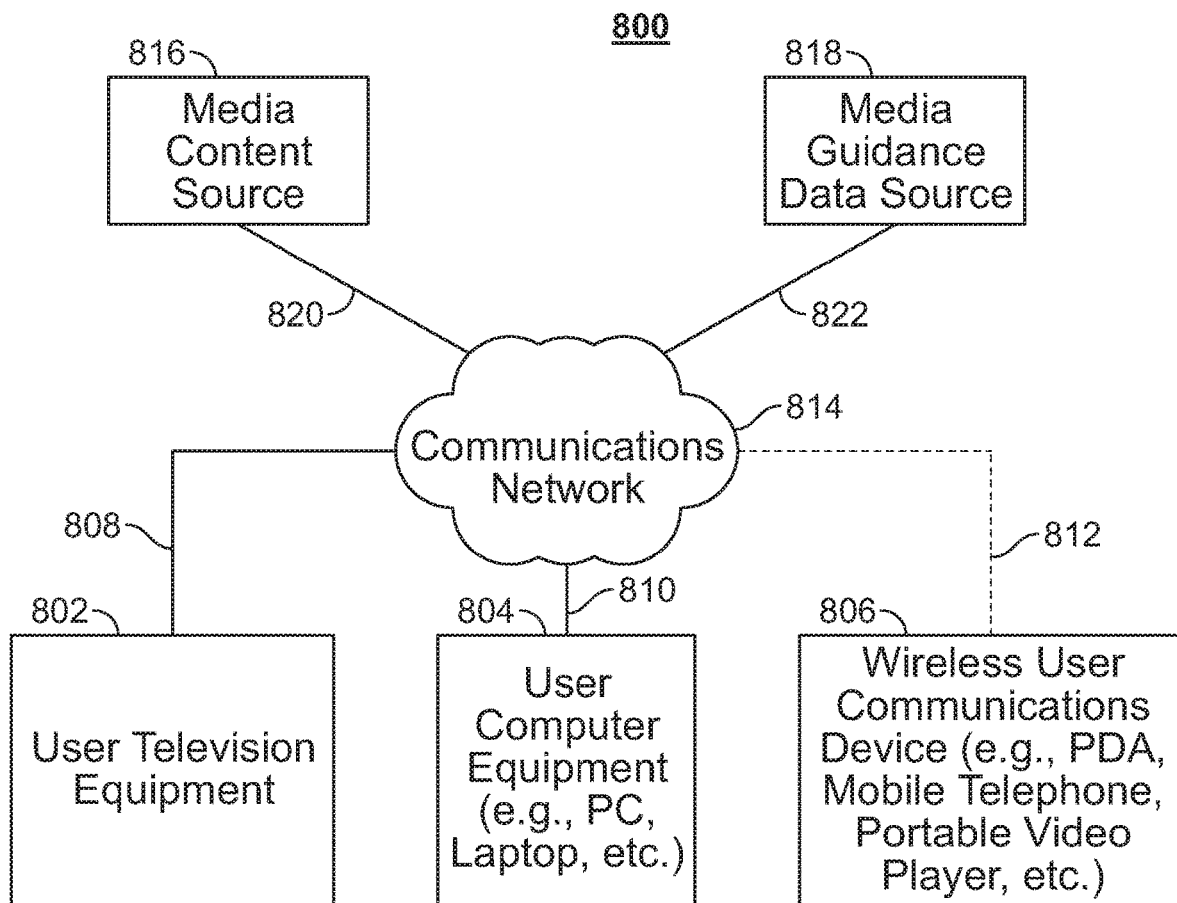 800
816
Media
Content
Source
818
Media
Guidance
Data Source
820
822
814
Communications
Network
808
810
812
802
User Television
Equipment
804
User
Computer
Equipment
(e.g., PC,
Laptop, etc.)
806
Wireless User
Communications
Device (e.g., PDA,
Mobile Telephone,
Portable Video
Player, etc.)